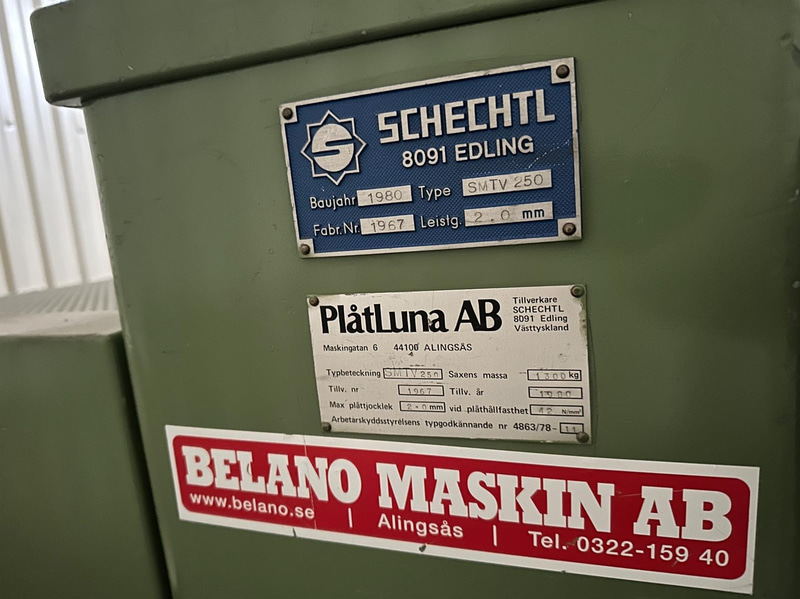 S
SCHECHTL
8091 EDLING
Baujahr 1980 Type SMTV 250
Fabr.Nr. 1967 Leistg. 2.0 mm
PlåtLuna AB
Tillverkare
SCHECHTL
8091 Edling
Västtyskland
Maskingatan 6 44100 ALINGSÅS
Typbeteckning SMTV250 Saxens massa 1300 kg
Tillv. nr 1967 Tillv. år
Max plåttjocklek 2.0 mm vid plåthållfasthet 42 N/mm²
Arbetarskyddsstyrelsens typgodkännande nr 4863/78- 11
BELANO MASKIN AB
www.belano.se | Alingsås | Tel. 0322-159 40